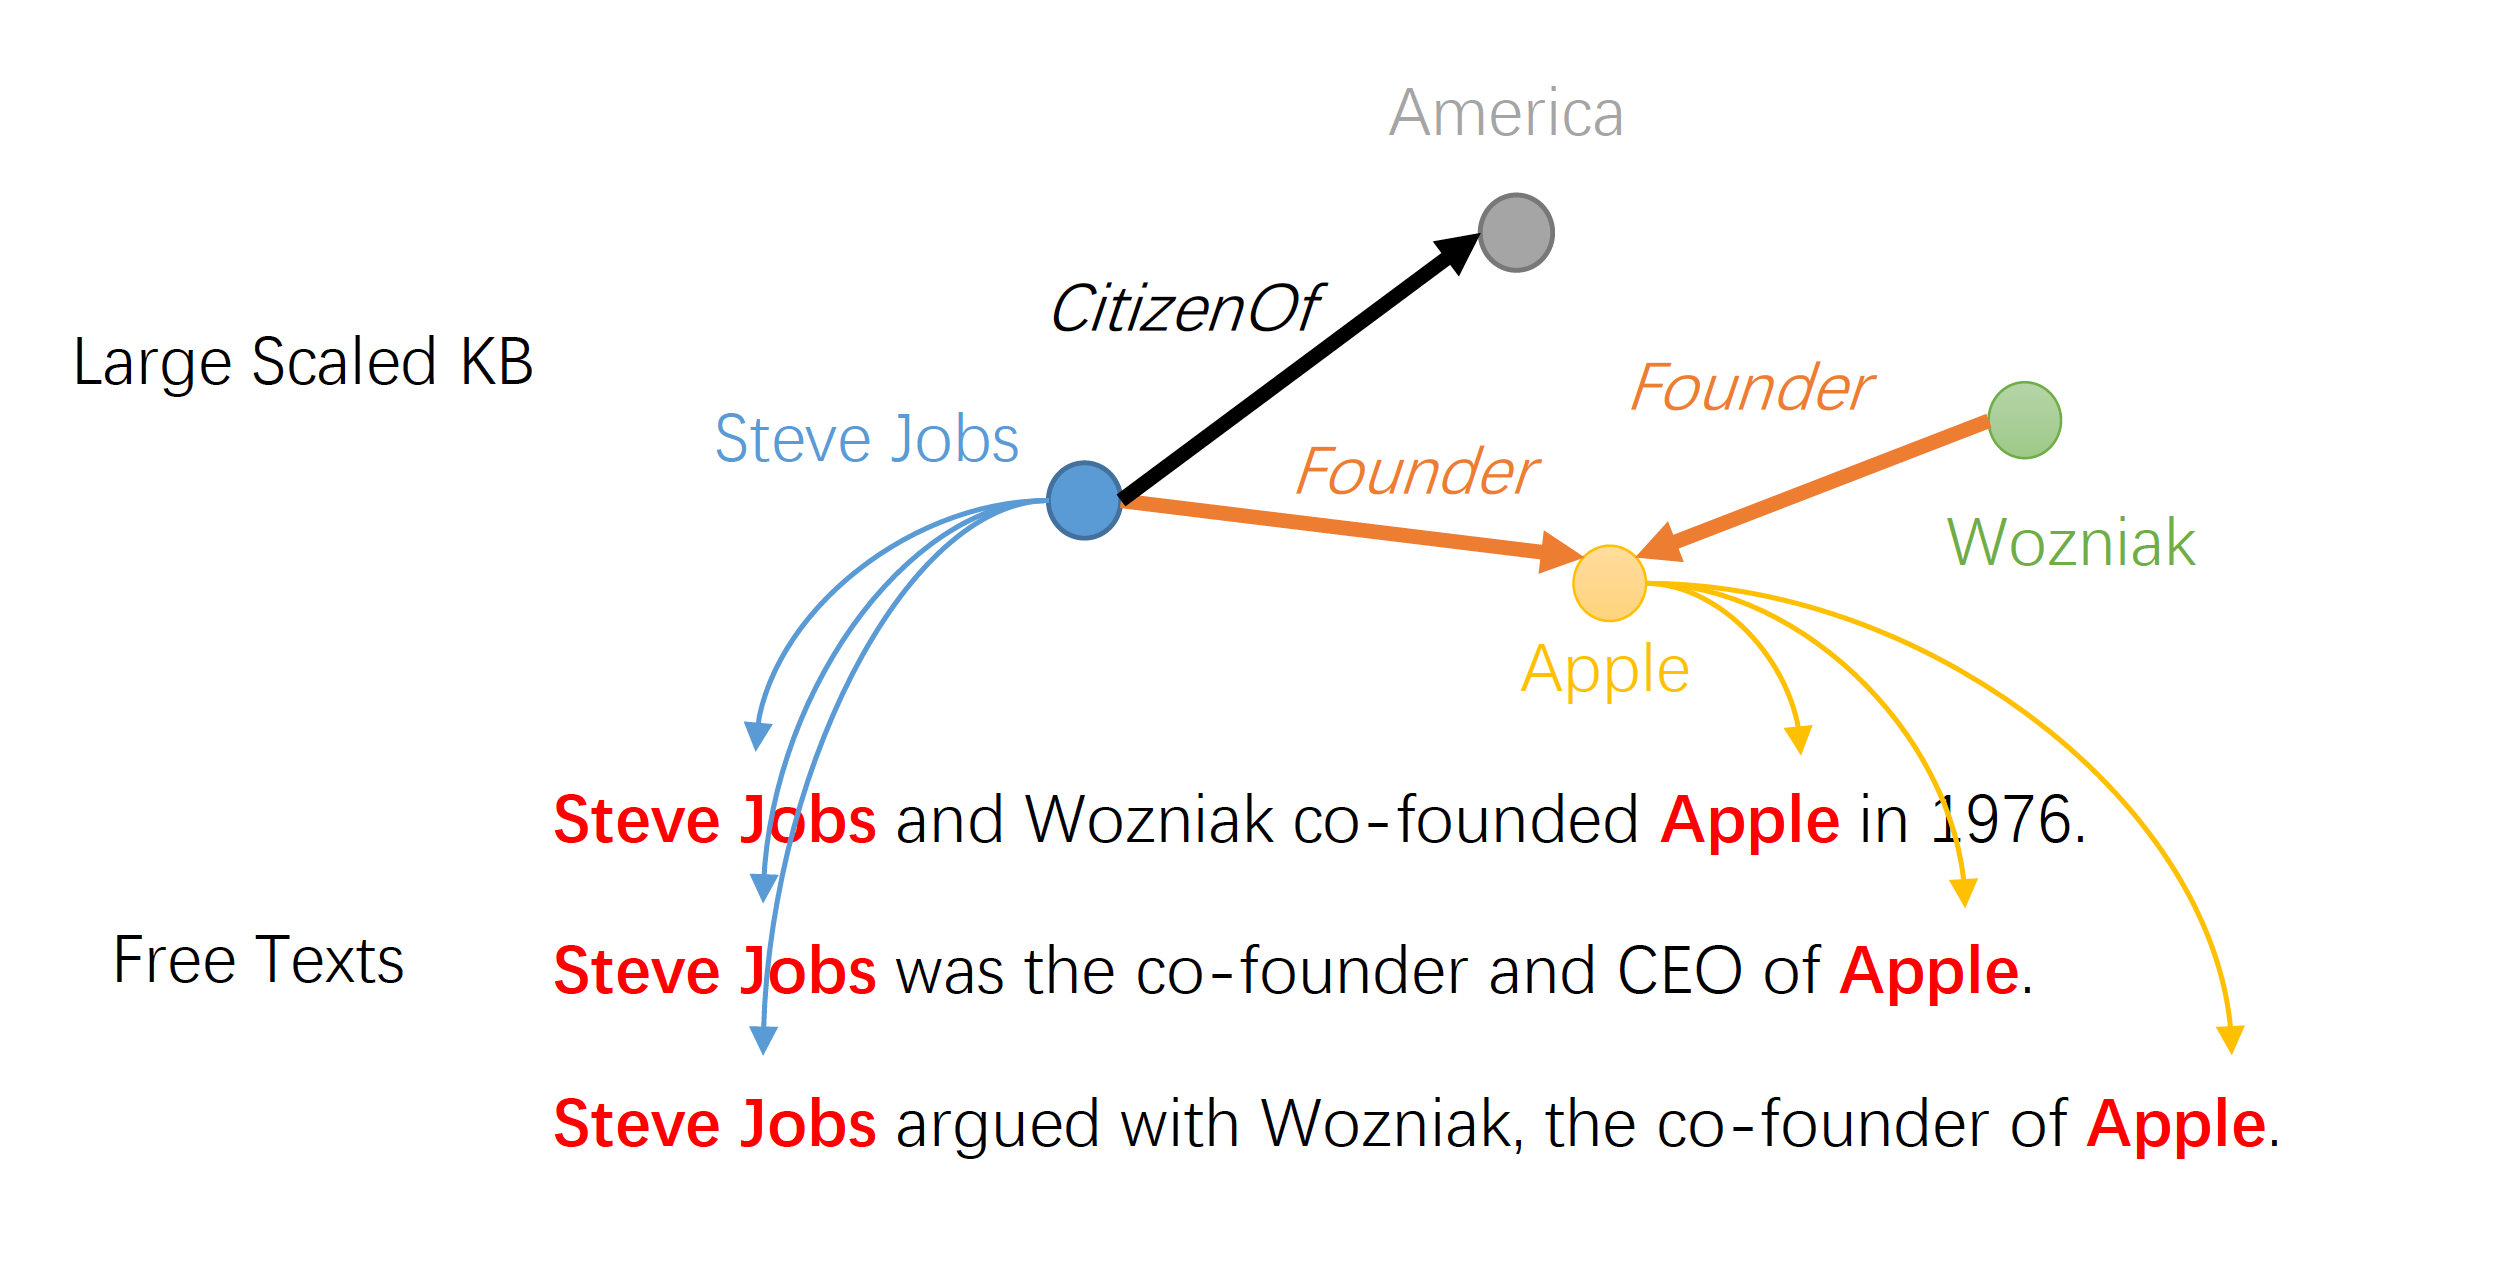 America
CitizenOf
Large Scaled KB
Founder
Steve Jobs
Founder
Wozniak
Apple
Steve Jobs and Wozniak co-founded Apple in 1976.
Free Texts
Steve Jobs was the co-founder and CEO of Apple.
Steve Jobs argued with Wozniak, the co-founder of Apple.